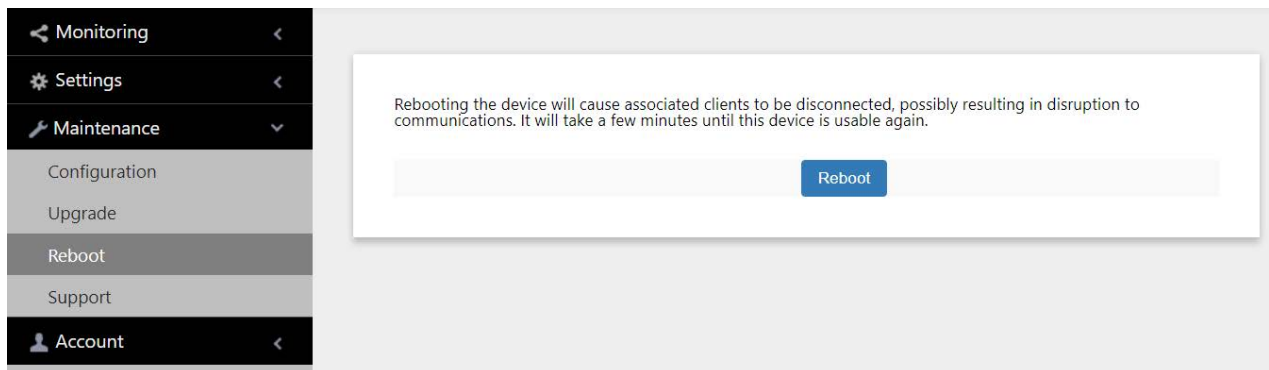 Monitoring
Settings
Maintenance
Configuration
Upgrade
Reboot
Support
Account
Rebooting the device will cause associated clients to be disconnected, possibly resulting in disruption to
communications. It will take a few minutes until this device is usable again.
Reboot